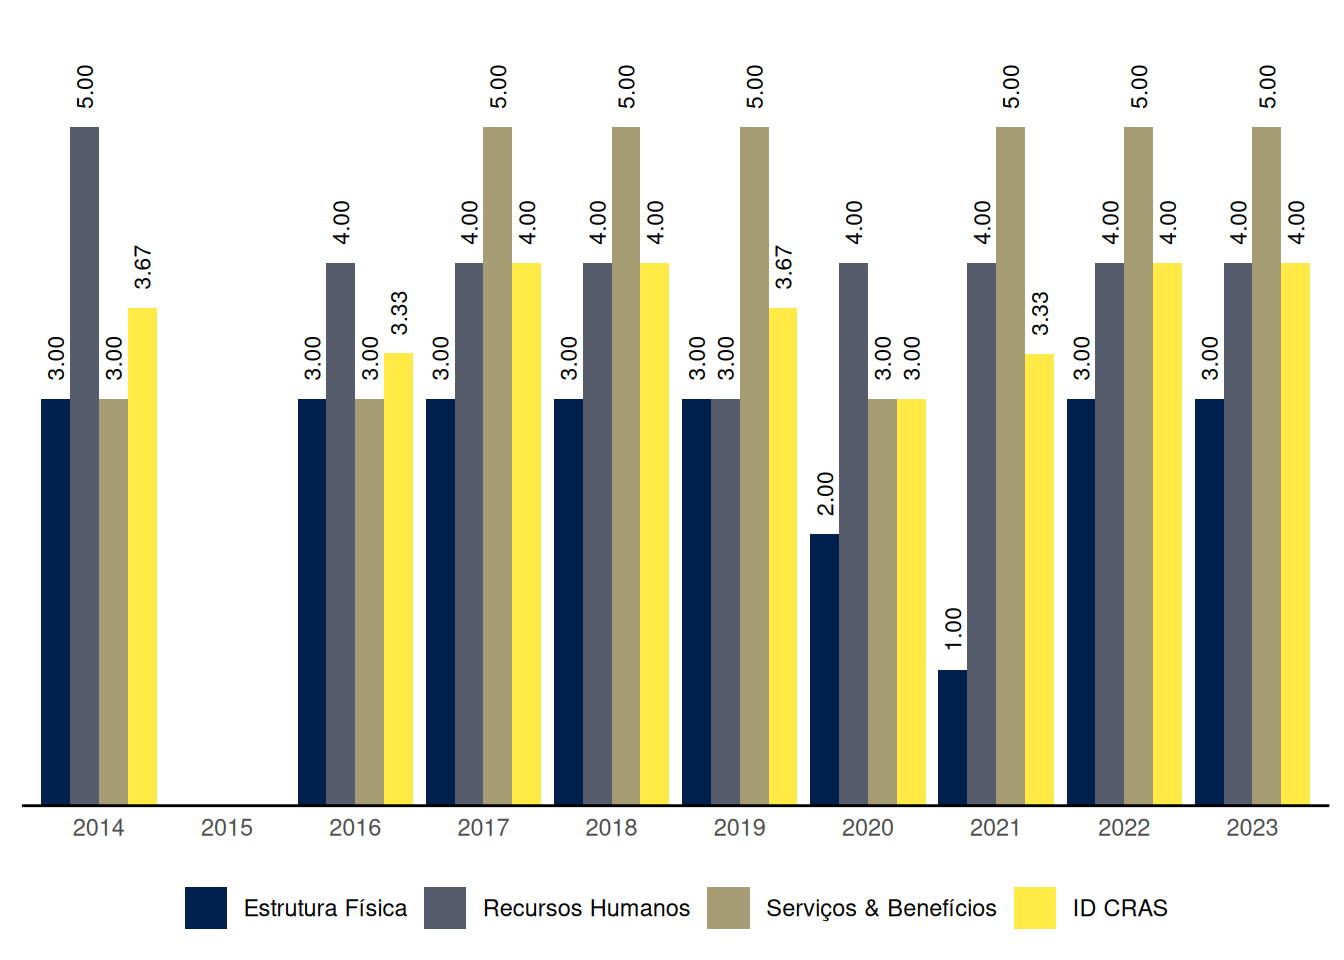 5.00 5.00 5.00 5.00 5.00 5.00 5.00
4.00 4.00 4.00 4.00 4.00 4.00 4.00 4.00 4.00 4.00 4.00
3.67 3.67
3.33 3.33
3.00 3.00 3.00 3.00 3.00 3.00 3.00 3.00 3.00 3.00 3.00 3.00
2.00
1.00
2014 2015 2016 2017 2018 2019 2020 2021 2022 2023
Estrutura Física Recursos Humanos Serviços & Benefícios ID CRAS